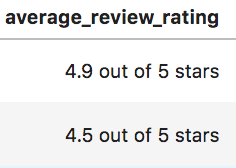 average_review_rating
4.9 out of 5 stars
4.5 out of 5 stars